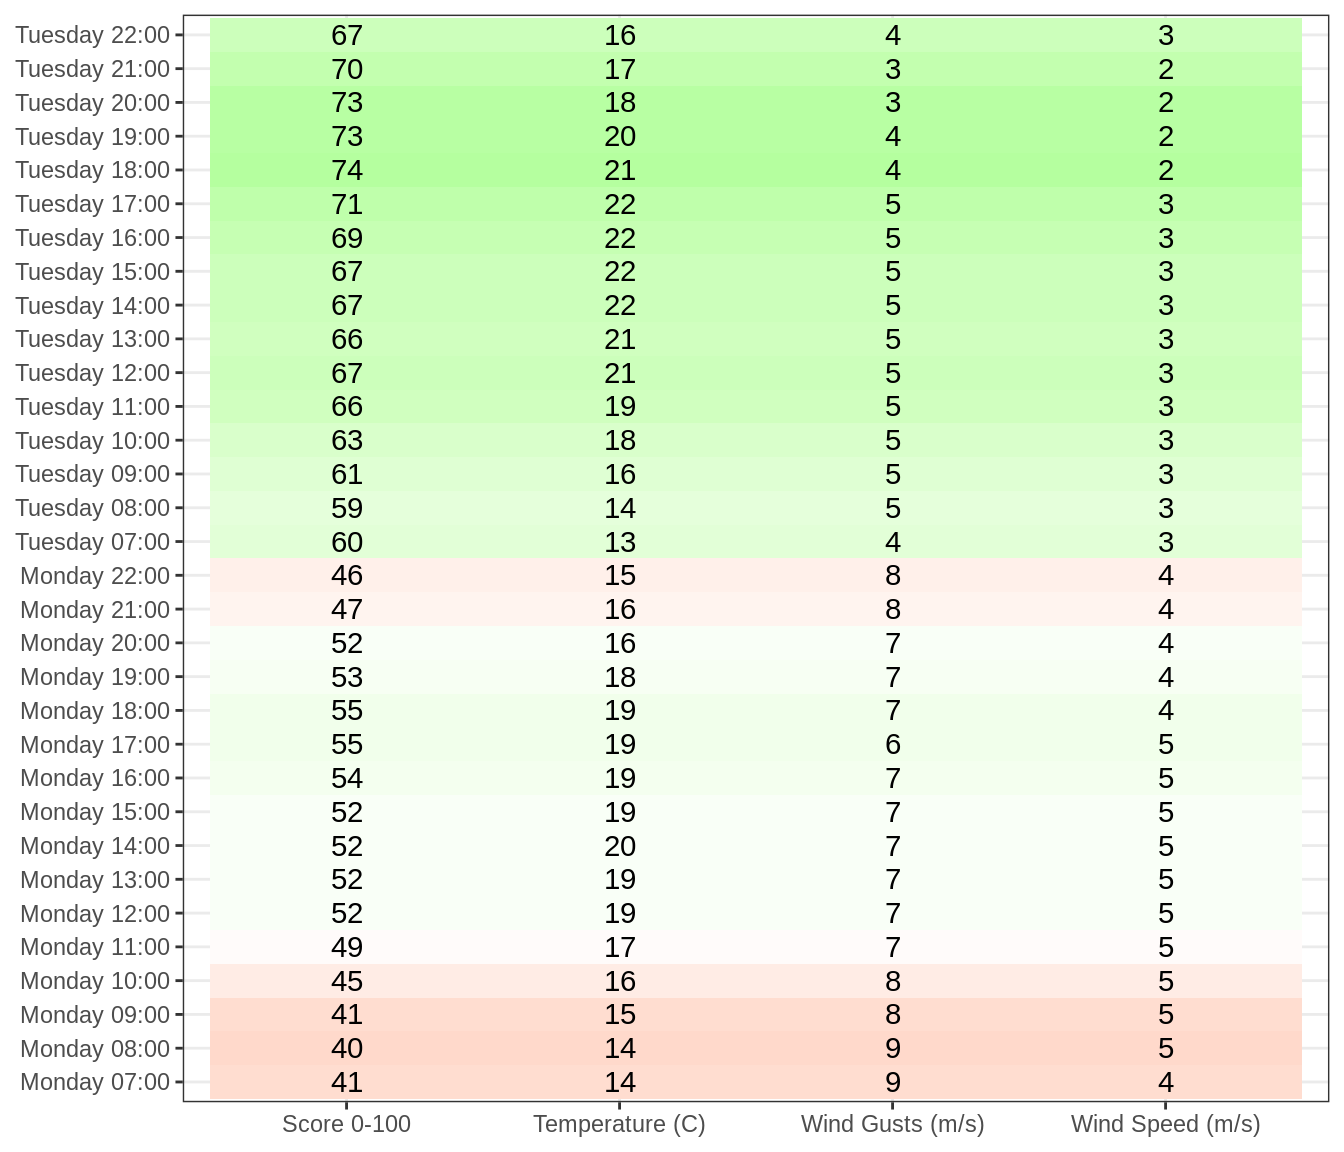 Tuesday 22:00 67 16 4 3
Tuesday 21:00 70 17 3 2
Tuesday 20:00 73 18 3 2
Tuesday 19:00 73 20 4 2
Tuesday 18:00 74 21 4 2
Tuesday 17:00 71 22 5 3
Tuesday 16:00 69 22 5 3
Tuesday 15:00 67 22 5 3
Tuesday 14:00 67 22 5 3
Tuesday 13:00 66 21 5 3
Tuesday 12:00 67 21 5 3
Tuesday 11:00 66 19 5 3
Tuesday 10:00 63 18 5 3
Tuesday 09:00 61 16 5 3
Tuesday 08:00 59 14 5 3
Tuesday 07:00 60 13 4 3
Monday 22:00 46 15 8 4
Monday 21:00 47 16 8 4
Monday 20:00 52 16 7 4
Monday 19:00 53 18 7 4
Monday 18:00 55 19 7 4
Monday 17:00 55 19 6 5
Monday 16:00 54 19 7 5
Monday 15:00 52 19 7 5
Monday 14:00 52 20 7 5
Monday 13:00 52 19 7 5
Monday 12:00 52 19 7 5
Monday 11:00 49 17 7 5
Monday 10:00 45 16 8 5
Monday 09:00 41 15 8 5
Monday 08:00 40 14 9 5
Monday 07:00 41 14 9 4
Score 0-100 Temperature (C) Wind Gusts (m/s) Wind Speed (m/s)